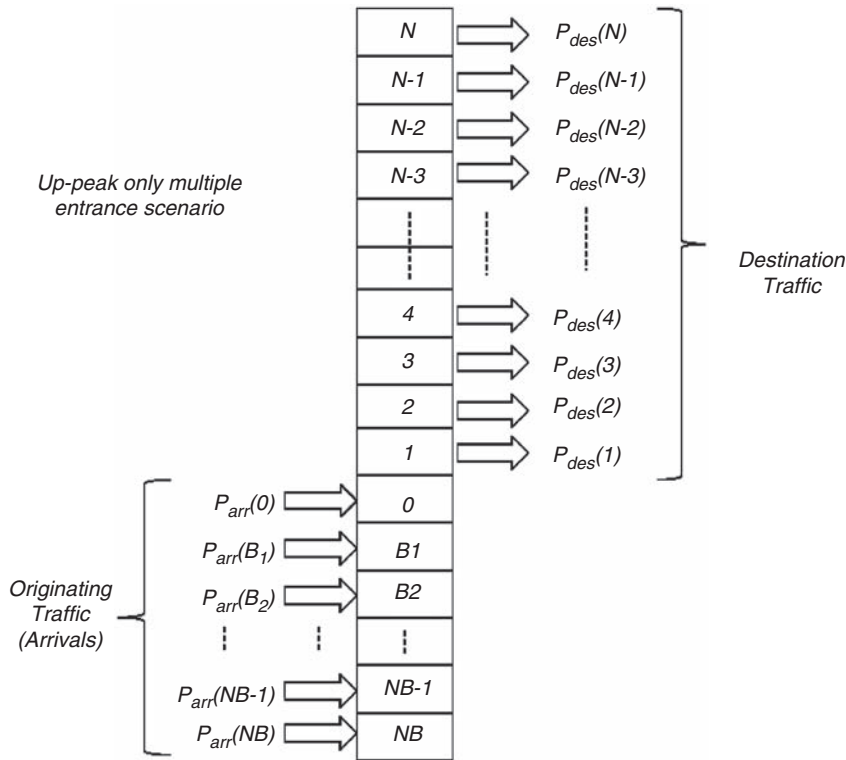 N
P_des(N)
N-1
P_des(N-1)
N-2
P_des(N-2)
N-3
P_des(N-3)
Up-peak only multiple
entrance scenario
Destination
Traffic
4
P_des(4)
3
P_des(3)
2
P_des(2)
1
P_des(1)
P_arr(0)
0
P_arr(B_1)
B1
P_arr(B_2)
B2
Originating
Traffic
(Arrivals)
P_arr(NB-1)
NB-1
P_arr(NB)
NB